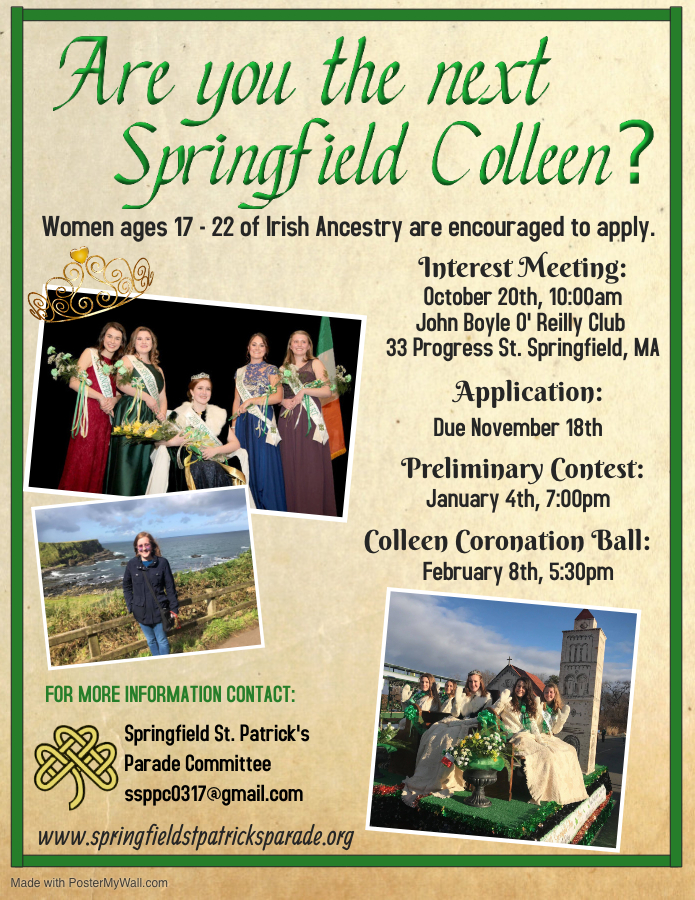 Are you the next
Springfield Colleen?
Women ages 17 - 22 of Irish Ancestry are encouraged to apply.
Interest Meeting:
October 20th, 10:00am
John Boyle O' Reilly Club
33 Progress St. Springfield, MA
Application:
Due November 18th
Preliminary Contest:
January 4th, 7:00pm
Colleen Coronation Ball:
February 8th, 5:30pm
FOR MORE INFORMATION CONTACT:
Springfield St. Patrick's
Parade Committee
ssppc0317@gmail.com
www.springfieldstpatricksparade.org
Made with PosterMyWall.com